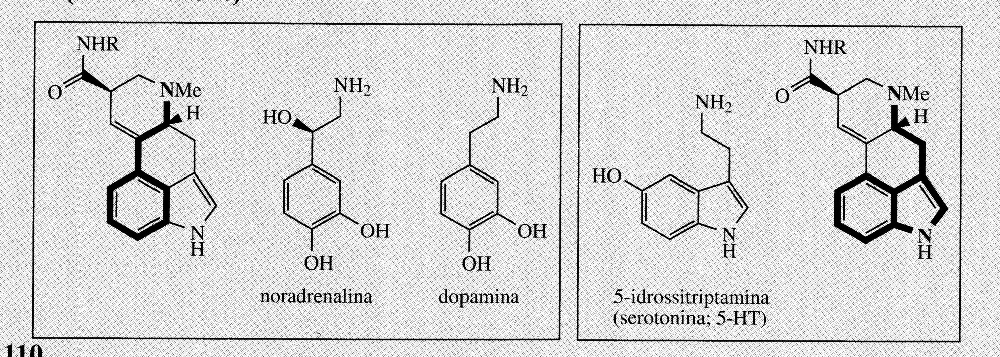 NHR
O
NMe
H
N
H
HO
NH₂
OH
OH
noradrenalina
NH₂
OH
OH
dopamina
NH₂
HO
N
H
5-idrossitriptamina
(serotonina; 5-HT)
NHR
O
NMe
H
N
H
110